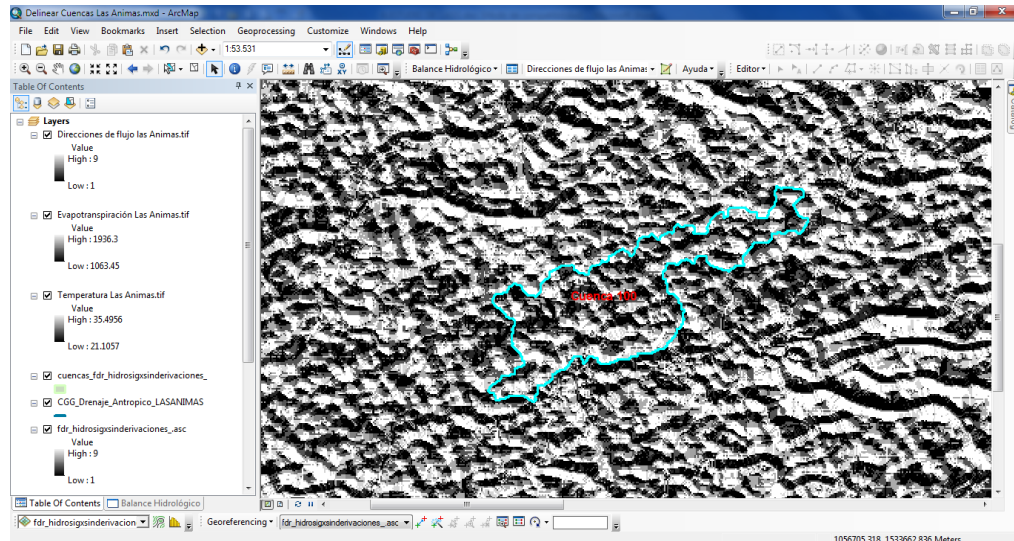 Delinear Cuencas Las Animas.mxd - ArcMap
File Edit View Bookmarks Insert Selection Geoprocessing Customize Windows Help
1:53.531
Balance Hidrológico Direcciones de flujo las Animas Ayuda Editor
Table Of Contents
Catalog
Layers
Direcciones de flujo las Animas.tif
Value
High : 9
Low : 1
Evapotranspiración Las Animas.tif
Value
High : 1936.3
Low : 1063.45
Temperatura Las Animas.tif
Value
High : 35.4956
Low : 21.1057
cuencas_fdr_hidrosigxsinderivaciones_
CGG_Drenaje_Antropico_LASANIMAS
fdr_hidrosigxsinderivaciones_.asc
Value
High : 9
Low : 1
Cuenca 100
Table Of Contents Balance Hidrológico
fdr_hidrosigxsinderivacion Georeferencing fdr_hidrosigxsinderivaciones_.asc
1056705,318 1533662,836 Meters